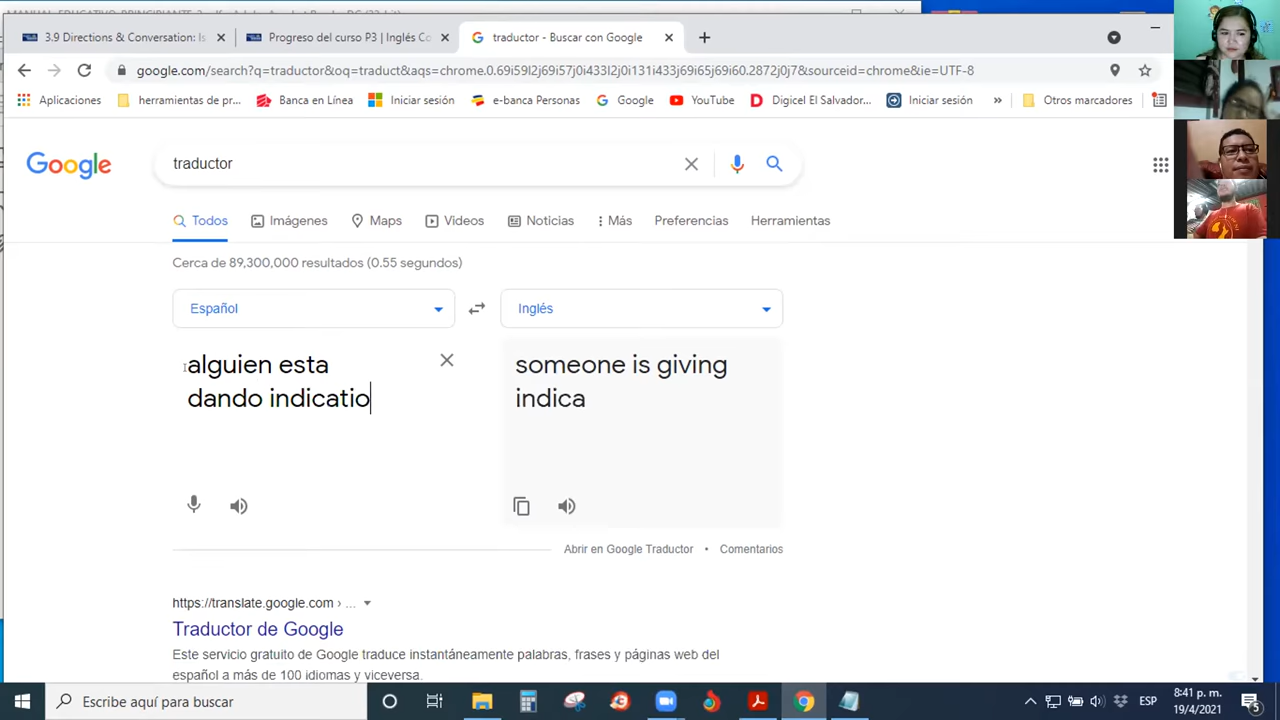 3.9 Directions & Conversation: Is
Progreso del curso P3 | Inglés Co
traductor - Buscar con Google
google.com/search?q=traductor&oq=traduct&aqs=chrome.0.69i59l2j69i57j0i433l2j0i131i433j69i65j69i60.2872j0j7&sourceid=chrome&ie=UTF-8
Aplicaciones
herramientas de pr...
Banca en Línea
Iniciar sesión
e-banca Personas
Google
YouTube
Digicel El Salvador...
Iniciar sesión
»
Otros marcadores
Google
traductor
Todos
Imágenes
Maps
Videos
Noticias
Más
Preferencias
Herramientas
Cerca de 89,300,000 resultados (0.55 segundos)
Español
Inglés
alguien esta
dando indicatio
someone is giving
indica
Abrir en Google Traductor • Comentarios
https://translate.google.com › ...
Traductor de Google
Este servicio gratuito de Google traduce instantáneamente palabras, frases y páginas web del
español a más de 100 idiomas y viceversa.
Escribe aquí para buscar
ESP
8:41 p. m.
19/4/2021
5